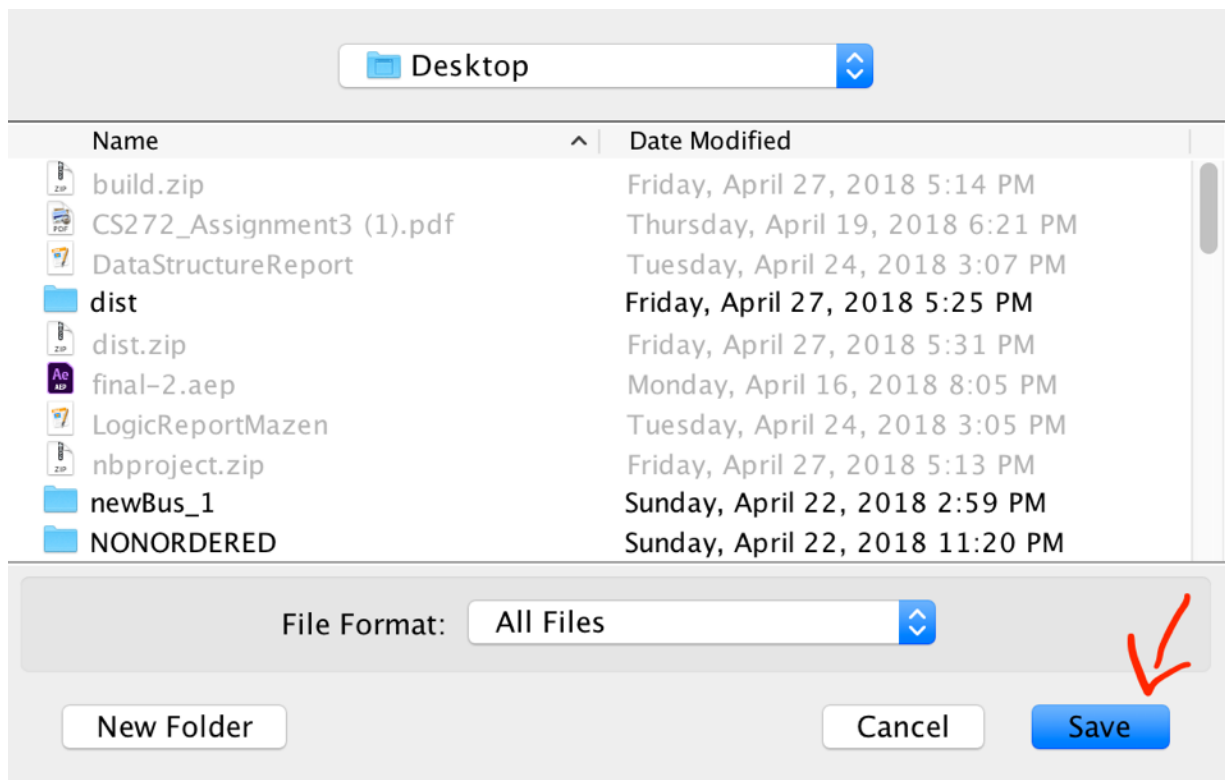 Desktop
Name Date Modified
build.zip Friday, April 27, 2018 5:14 PM
CS272_Assignment3 (1).pdf Thursday, April 19, 2018 6:21 PM
DataStructureReport Tuesday, April 24, 2018 3:07 PM
dist Friday, April 27, 2018 5:25 PM
dist.zip Friday, April 27, 2018 5:31 PM
final-2.aep Monday, April 16, 2018 8:05 PM
LogicReportMazen Tuesday, April 24, 2018 3:05 PM
nbproject.zip Friday, April 27, 2018 5:13 PM
newBus_1 Sunday, April 22, 2018 2:59 PM
NONORDERED Sunday, April 22, 2018 11:20 PM
File Format: All Files
New Folder Cancel Save